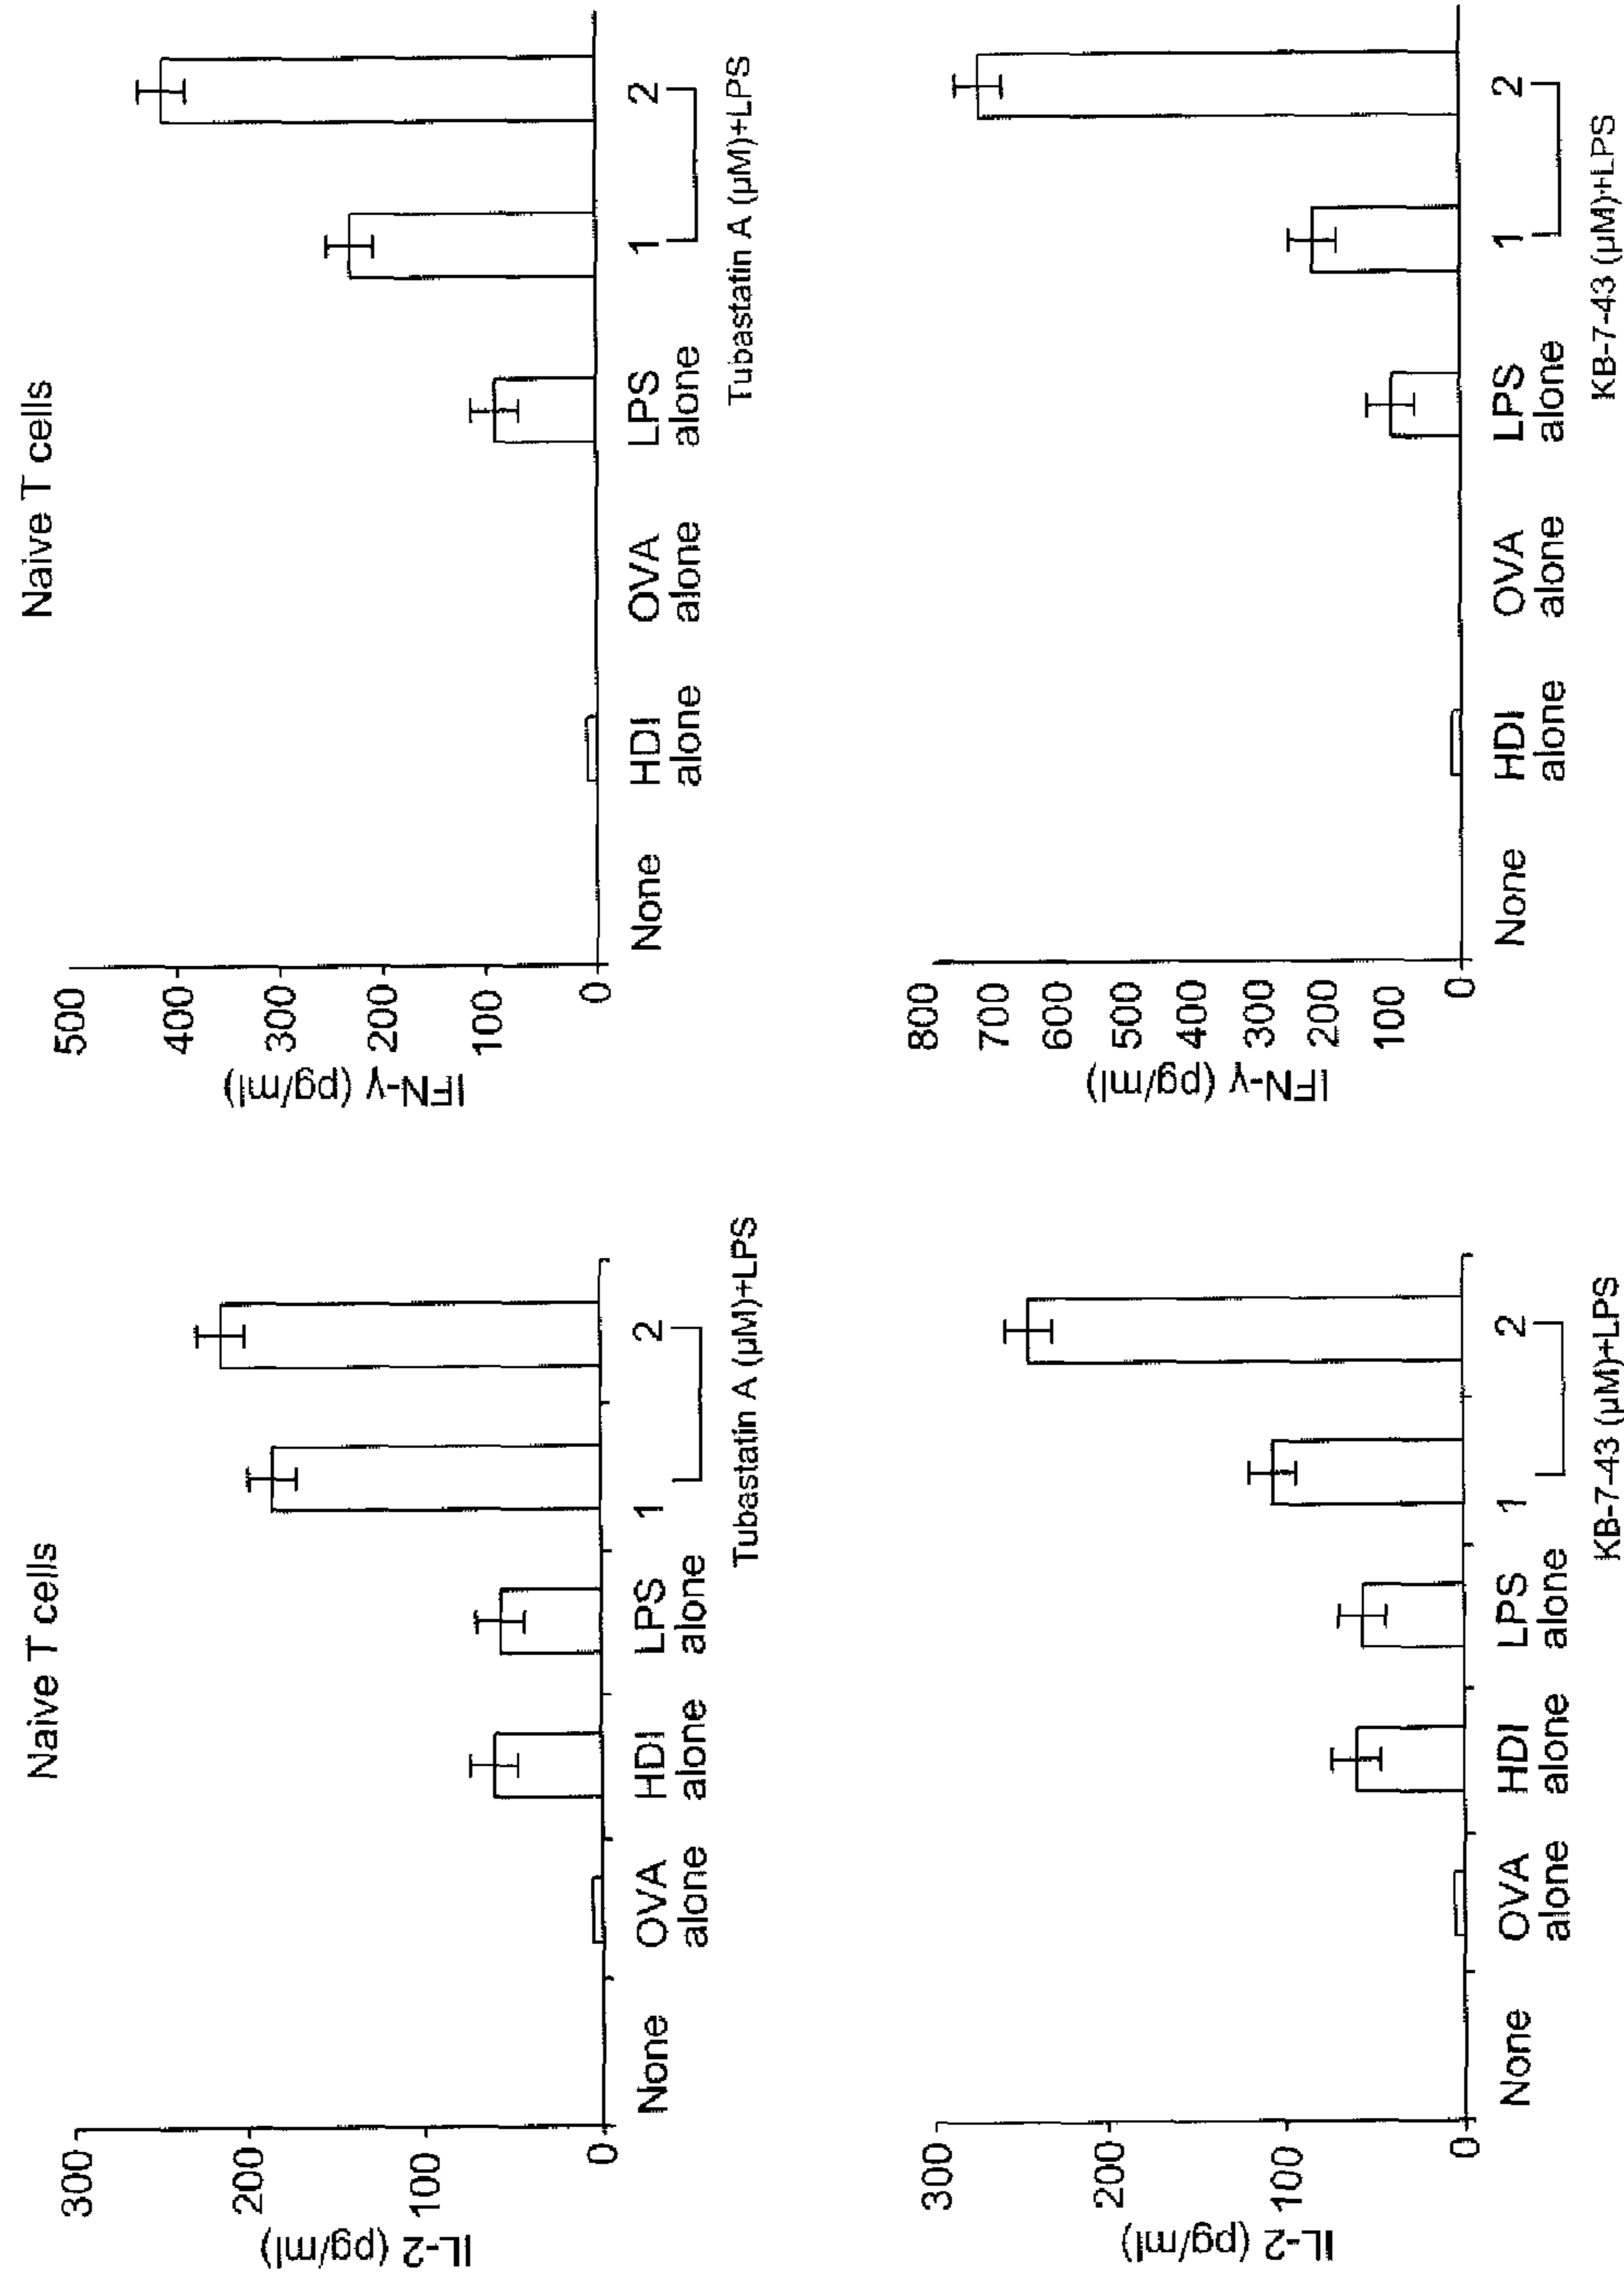 Naive T cells
IL-2 (pg/ml)
300
200
100
0
None
OVA
alone
HDI
alone
LPS
alone
1
2
Tubastatin A (µM)+LPS
IL-2 (pg/ml)
300
200
100
0
None
OVA
alone
HDI
alone
LPS
alone
1
2
KB-7-43 (µM)+LPS
Naive T cells
IFN-γ (pg/ml)
500
400
300
200
100
0
None
HDI
alone
OVA
alone
LPS
alone
1
2
Tubastatin A (µM)+LPS
IFN-γ (pg/ml)
800
700
600
500
400
300
200
100
0
None
HDI
alone
OVA
alone
LPS
alone
1
2
KB-7-43 (µM)+LPS